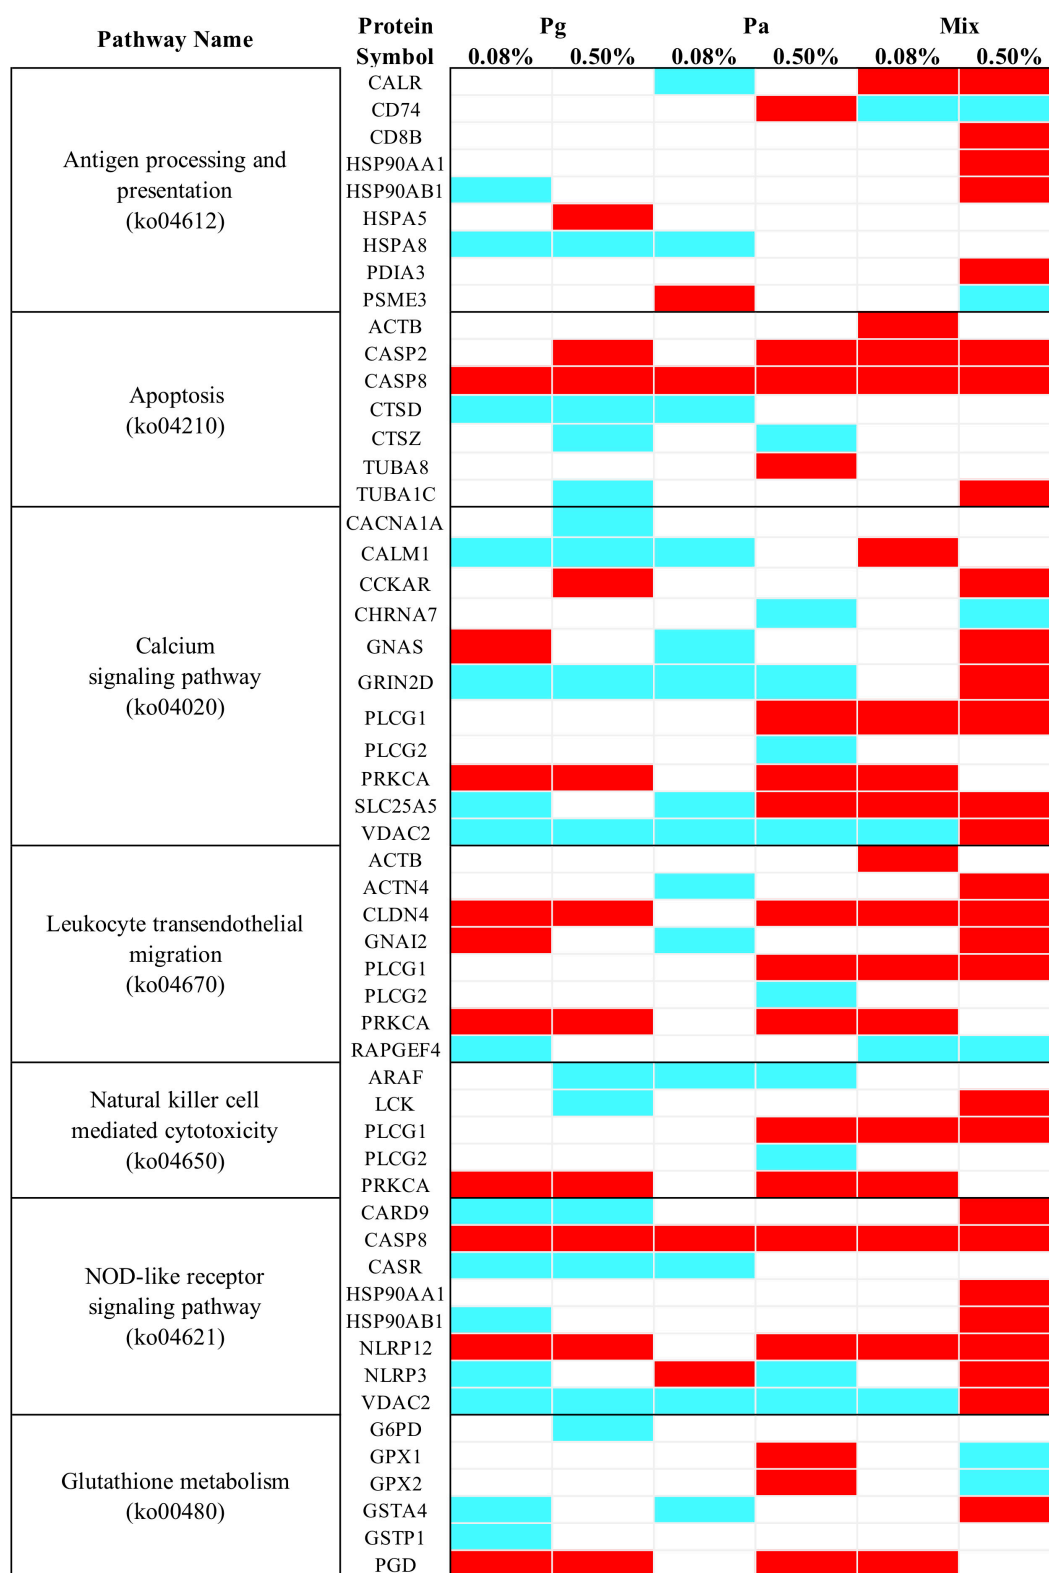 Pathway Name
Protein Symbol
Pg Pa Mix
0.08% 0.50% 0.08% 0.50% 0.08% 0.50%
Antigen processing and
presentation
(ko04612)
CALR
CD74
CD8B
HSP90AA1
HSP90AB1
HSPA5
HSPA8
PDIA3
PSME3
Apoptosis
(ko04210)
ACTB
CASP2
CASP8
CTSD
CTSZ
TUBA8
TUBA1C
Calcium
signaling pathway
(ko04020)
CACNA1A
CALM1
CCKAR
CHRNA7
GNAS
GRIN2D
PLCG1
PLCG2
PRKCA
SLC25A5
VDAC2
Leukocyte transendothelial
migration
(ko04670)
ACTB
ACTN4
CLDN4
GNAI2
PLCG1
PLCG2
PRKCA
RAPGEF4
Natural killer cell
mediated cytotoxicity
(ko04650)
ARAF
LCK
PLCG1
PLCG2
PRKCA
NOD-like receptor
signaling pathway
(ko04621)
CARD9
CASP8
CASR
HSP90AA1
HSP90AB1
NLRP12
NLRP3
VDAC2
Glutathione metabolism
(ko00480)
G6PD
GPX1
GPX2
GSTA4
GSTP1
PGD